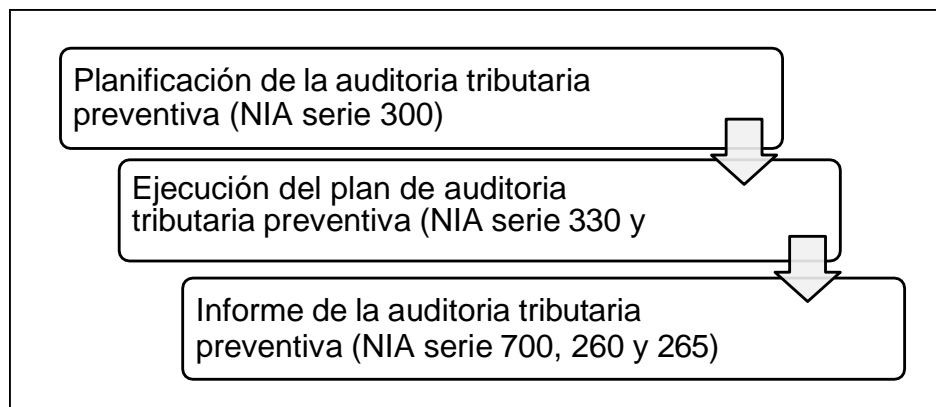 Planificación de la auditoria tributaria
preventiva (NIA serie 300)
Ejecución del plan de auditoria
tributaria preventiva (NIA serie 330 y
Informe de la auditoria tributaria
preventiva (NIA serie 700, 260 y 265)